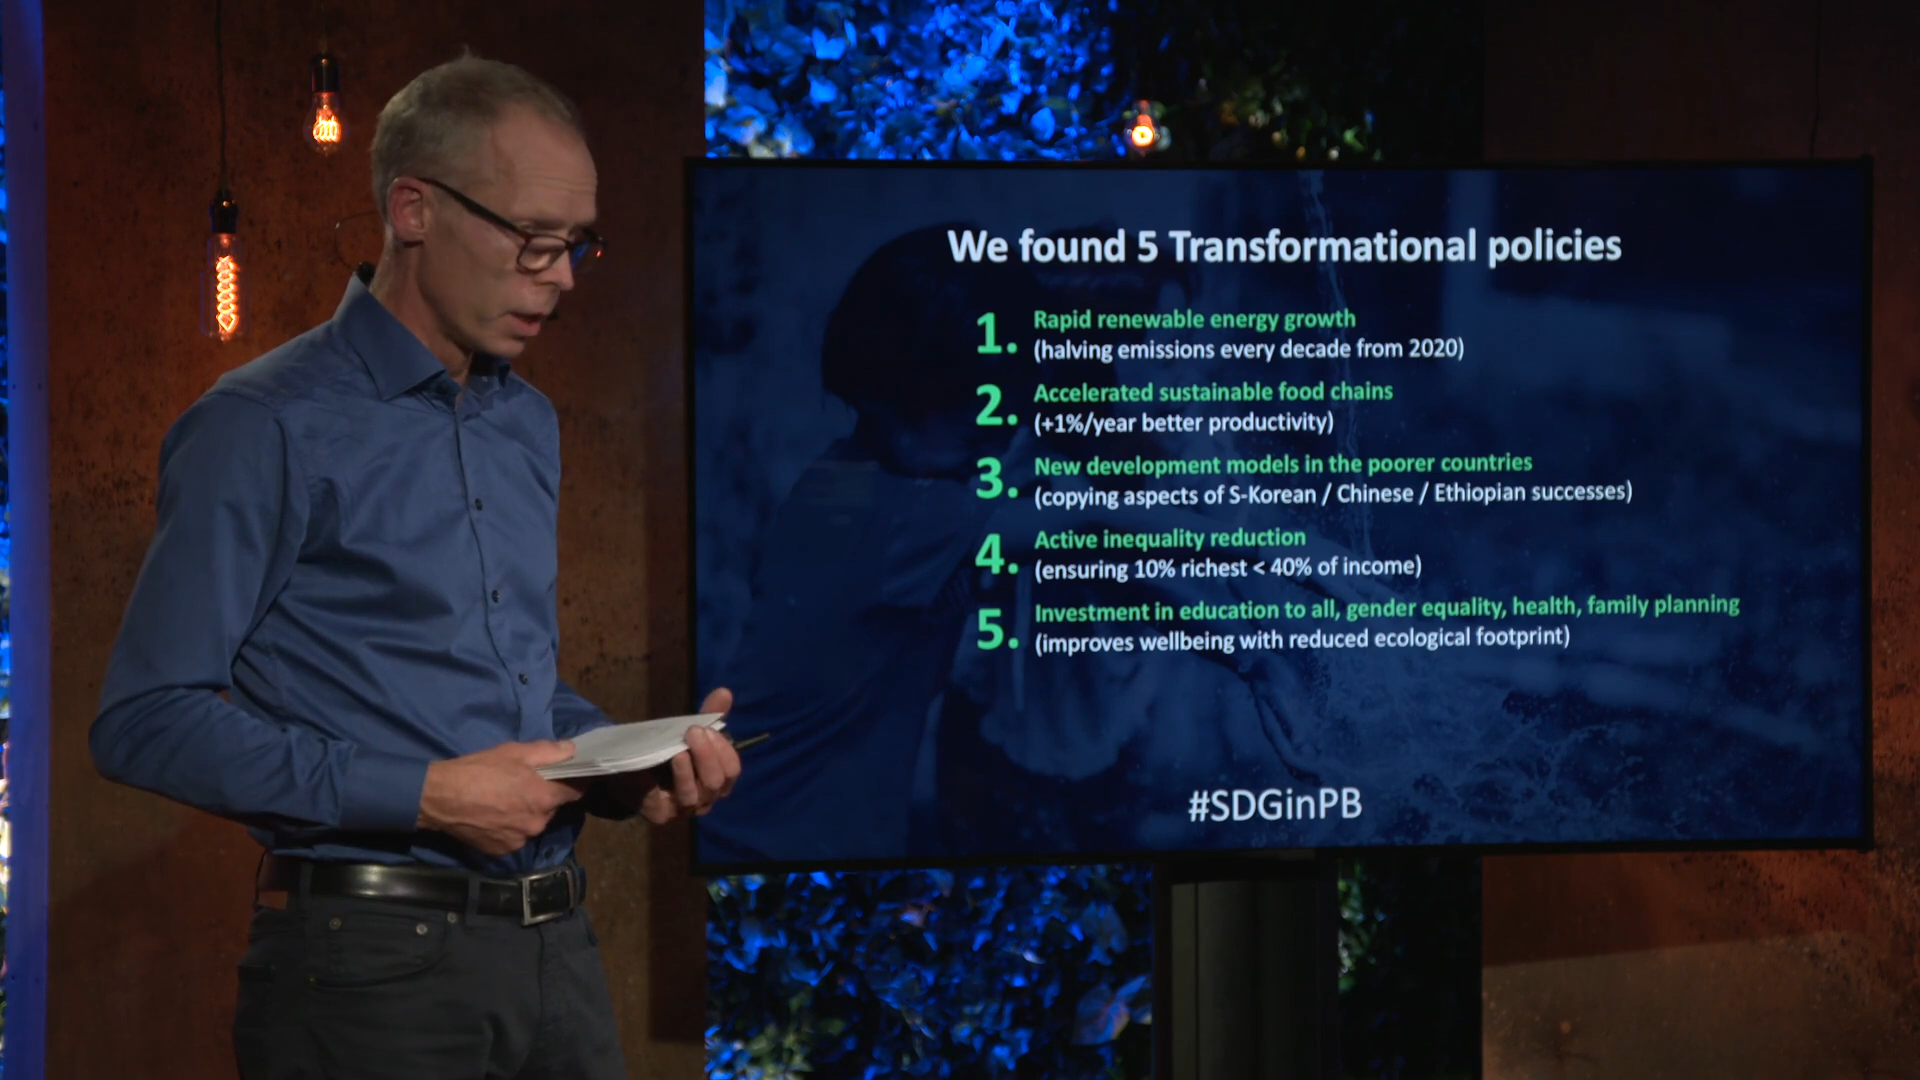 We found 5 Transformational policies
1. Rapid renewable energy growth
(halving emissions every decade from 2020)
2. Accelerated sustainable food chains
(+1%/year better productivity)
3. New development models in the poorer countries
(copying aspects of S-Korean / Chinese / Ethiopian successes)
4. Active inequality reduction
(ensuring 10% richest < 40% of income)
5. Investment in education to all, gender equality, health, family planning
(improves wellbeing with reduced ecological footprint)
#SDGinPB